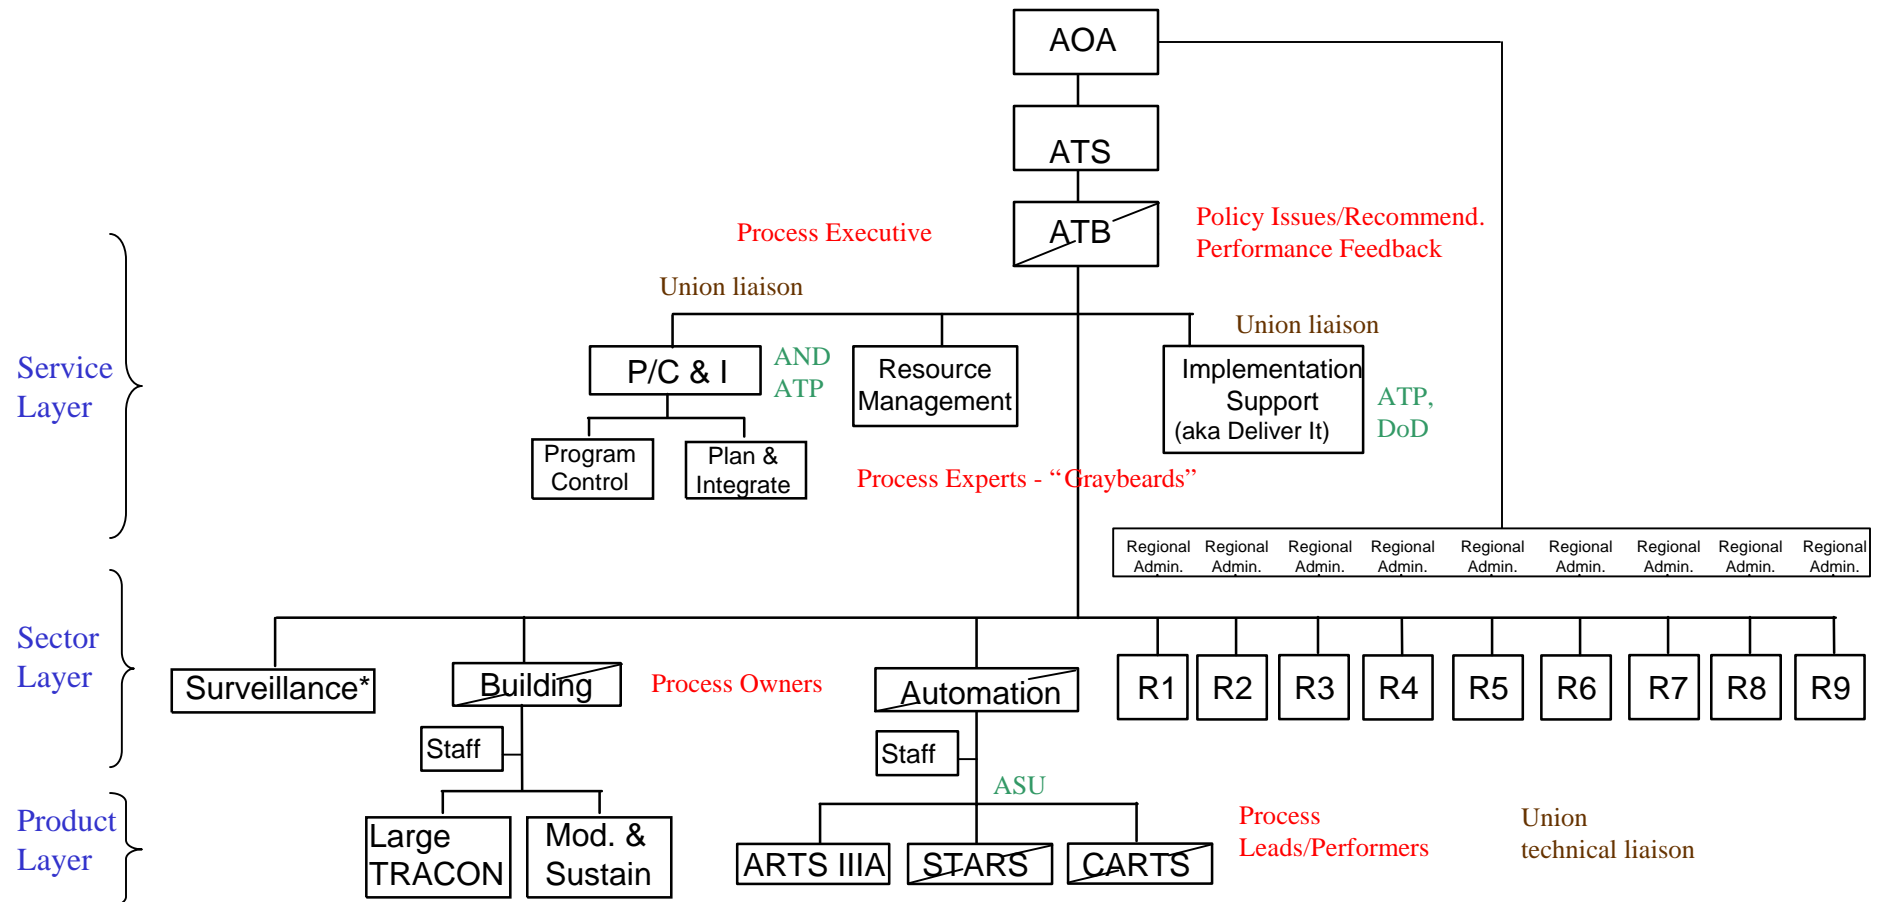 AOA
ATS
ATB
Process Executive
Policy Issues/Recommend.
Performance Feedback
Union liaison
Union liaison
Service
Layer
P/C & I
AND
ATP
Resource
Management
Implementation
Support
(aka Deliver It)
ATP,
DoD
Program
Control
Plan &
Integrate
Process Experts - “Graybeards”
Regional
Admin.
Regional
Admin.
Regional
Admin.
Regional
Admin.
Regional
Admin.
Regional
Admin.
Regional
Admin.
Regional
Admin.
Regional
Admin.
Sector
Layer
Surveillance*
Building
Process Owners
Automation
R1
R2
R3
R4
R5
R6
R7
R8
R9
Staff
Staff
ASU
Product
Layer
Large
TRACON
Mod. &
Sustain
ARTS IIIA
STARS
CARTS
Process
Leads/Performers
Union
technical liaison